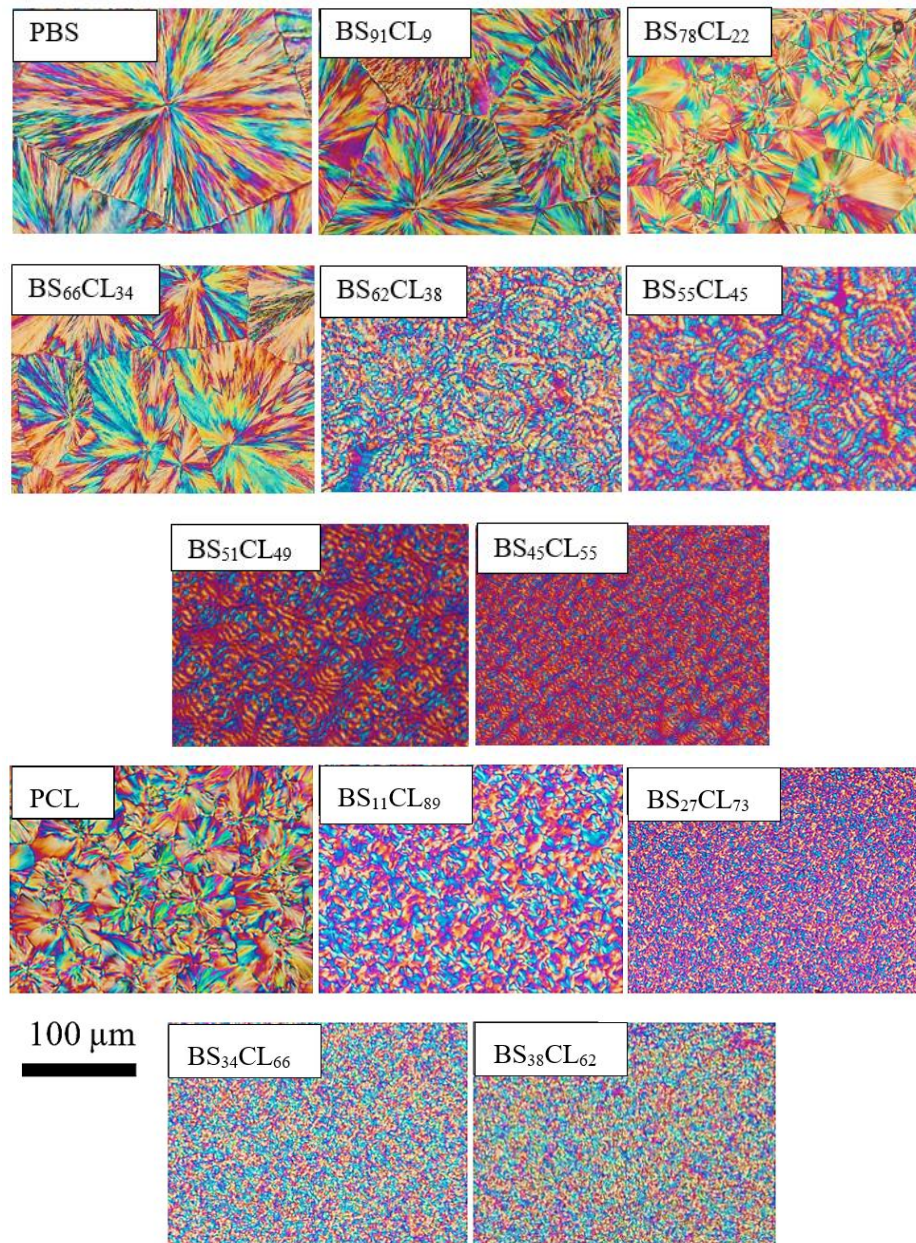 PBS
BS₉₁CL₉
BS₇₈CL₂₂
BS₆₆CL₃₄
BS₆₂CL₃₈
BS₅₅CL₄₅
BS₅₁CL₄₉
BS₄₅CL₅₅
PCL
BS₁₁CL₈₉
BS₂₇CL₇₃
100 μm
BS₃₄CL₆₆
BS₃₈CL₆₂